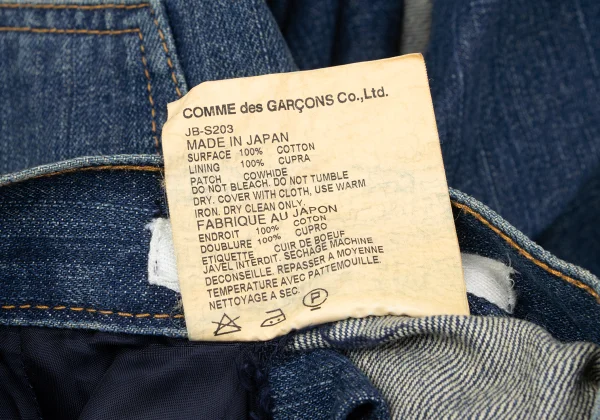 COMME des GARÇONS Co.,Ltd.
JB-S203
MADE IN JAPAN
SURFACE 100% COTTON
LINING 100% CUPRA
PATCH COWHIDE
DO NOT BLEACH. DO NOT TUMBLE
DRY. COVER WITH CLOTH, USE WARM
IRON. DRY CLEAN ONLY.
FABRIQUE AU JAPON
ENDROIT 100% COTON
DOUBLURE 100% CUPRO
ETIQUETTE CUIR DE BOEUF
JAVEL INTERDIT. SECHAGE MACHINE
DECONSEILLE. REPASSER A MOYENNE
TEMPERATURE AVEC PATTEMOUILLE.
NETTOYAGE A SEC.
P